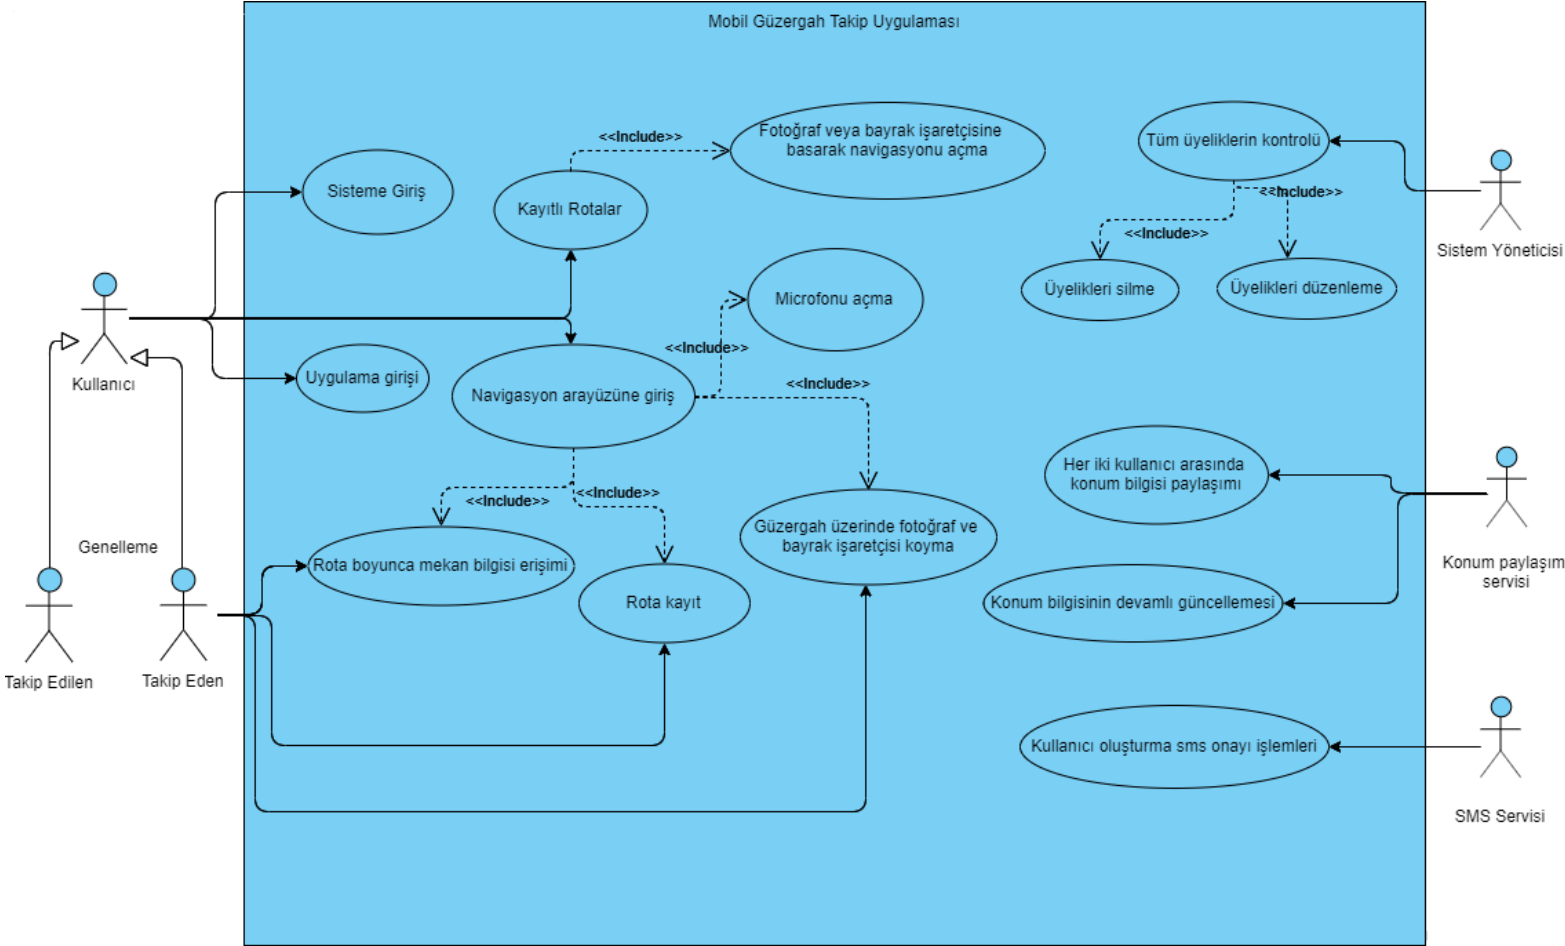 Mobil Güzergah Takip Uygulaması
<<Include>>
Fotoğraf veya bayrak işaretçisine
basarak navigasyonu açma
Tüm üyeliklerin kontrolü
Sisteme Giriş
Kayıtlı Rotalar
<<Include>>
<<Include>>
Sistem Yöneticisi
Üyelikleri silme
Üyelikleri düzenleme
Microfonu açma
<<Include>>
Kullanıcı
Uygulama girişi
Navigasyon arayüzüne giriş
<<Include>>
Her iki kullanıcı arasında
konum bilgisi paylaşımı
<<Include>>
<<Include>>
Güzergah üzerinde fotoğraf ve
bayrak işaretçisi koyma
Genelleme
Rota boyunca mekan bilgisi erişimi
Konum paylaşım
servisi
Rota kayıt
Konum bilgisinin devamlı güncellemesi
Takip Edilen
Takip Eden
Kullanıcı oluşturma sms onayı işlemleri
SMS Servisi